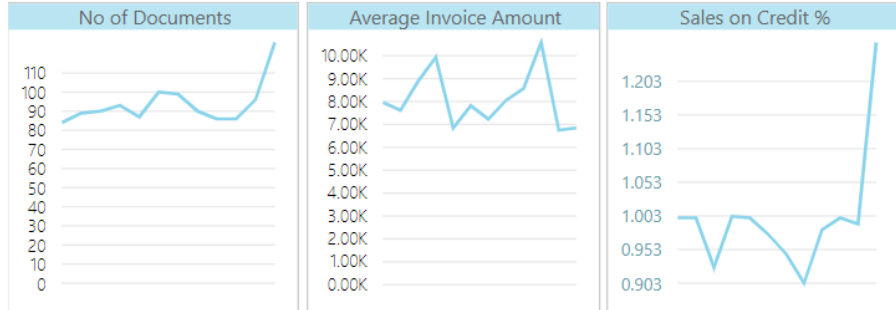 No of Documents
110
100
90
80
70
60
50
40
30
20
10
0
Average Invoice Amount
10.00K
9.00K
8.00K
7.00K
6.00K
5.00K
4.00K
3.00K
2.00K
1.00K
0.00K
Sales on Credit %
1.203
1.153
1.103
1.053
1.003
0.953
0.903